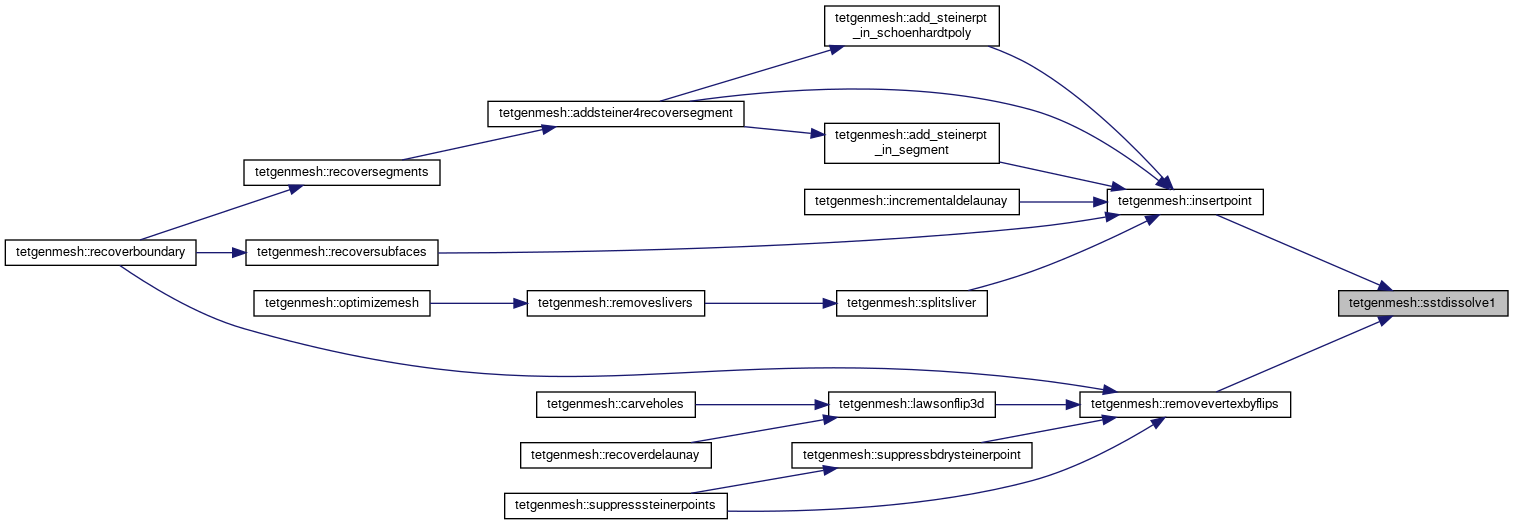 tetgenmesh::add_steinerpt
_in_schoenhardtpoly
tetgenmesh::addsteiner4recoversegment
tetgenmesh::add_steinerpt
_in_segment
tetgenmesh::recoversegments
tetgenmesh::incrementaldelaunay
tetgenmesh::insertpoint
tetgenmesh::recoverboundary
tetgenmesh::recoversubfaces
tetgenmesh::optimizemesh
tetgenmesh::removeslivers
tetgenmesh::splitsliver
tetgenmesh::sstdissolve1
tetgenmesh::carveholes
tetgenmesh::lawsonflip3d
tetgenmesh::removevertexbyflips
tetgenmesh::recoverdelaunay
tetgenmesh::suppressbdrysteinerpoint
tetgenmesh::suppresssteinerpoints